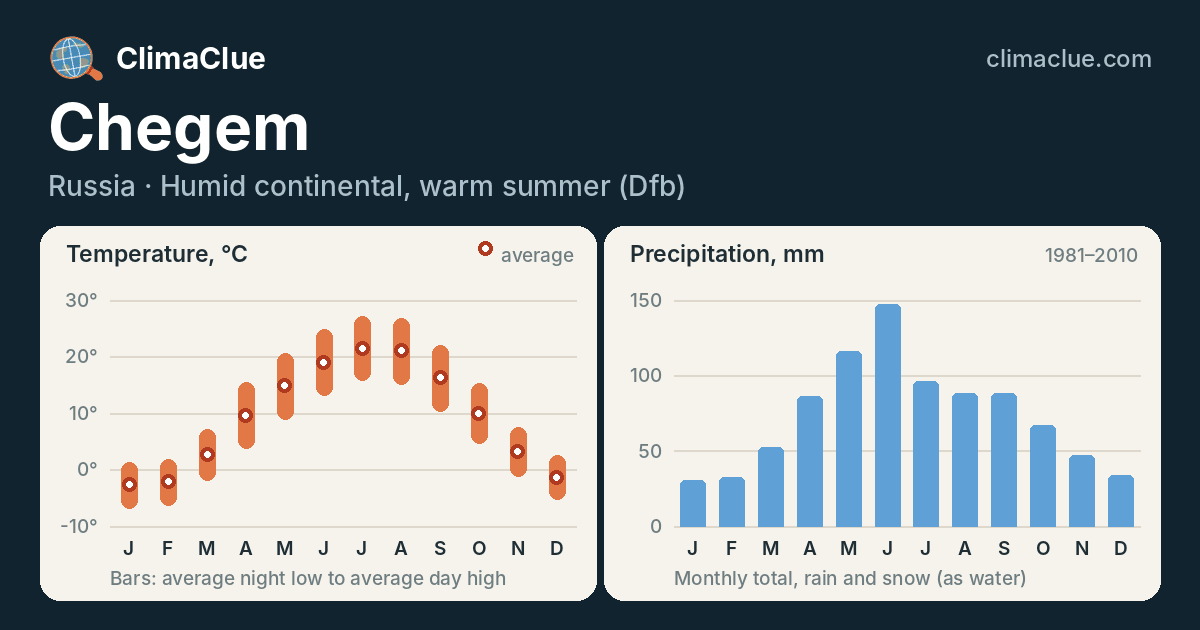 ClimaClue
climaclue.com
Chegem
Russia · Humid continental, warm summer (Dfb)
Temperature, °C
average
30°
20°
10°
0°
-10°
J F M A M J J A S O N D
Bars: average night low to average day high
Precipitation, mm
1981–2010
150
100
50
0
J F M A M J J A S O N D
Monthly total, rain and snow (as water)